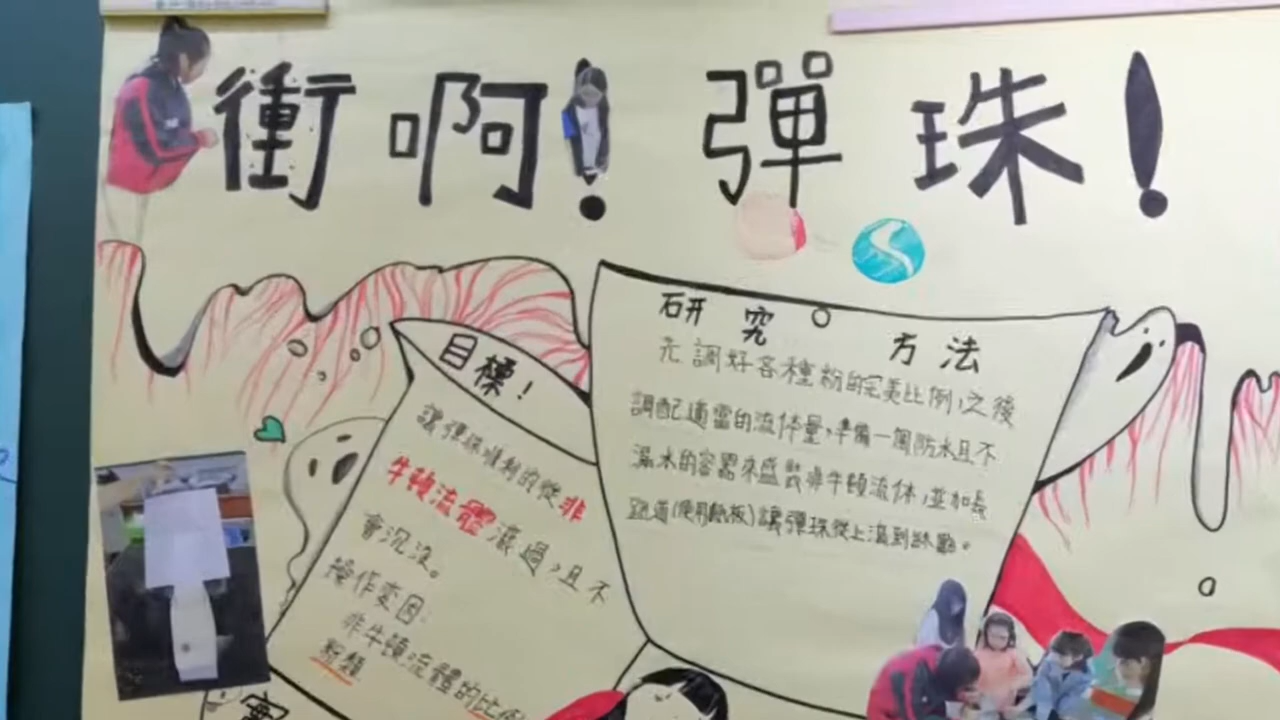 衝啊!彈珠!
目標!
讓彈珠順利的從非
牛頓流體滾過,且不
會沉沒。
操作變因:
非牛頓流體的比例
粉類
研究方法
先調好各種粉的完美比例,之後
調配適當的流体量,準備一個防水且不
漏水的容器來盛裝非牛頓流体,並加長
跑道(使用紙板)讓彈珠從上滾到終點。
實